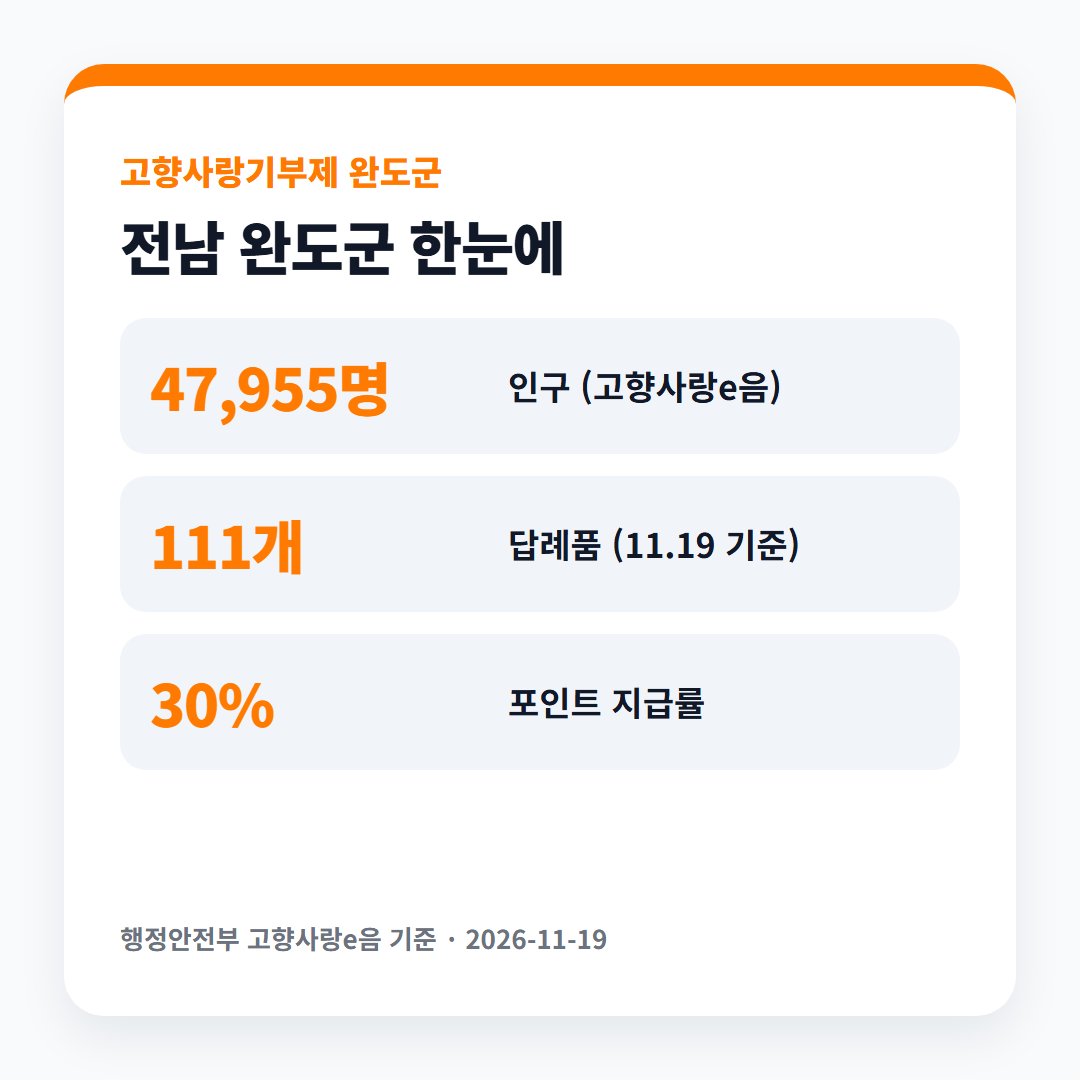 고향사랑기부제 완도군
전남 완도군 한눈에
47,955명 인구 (고향사랑e음)
111개 답례품 (11.19 기준)
30% 포인트 지급률
행정안전부 고향사랑e음 기준 · 2026-11-19